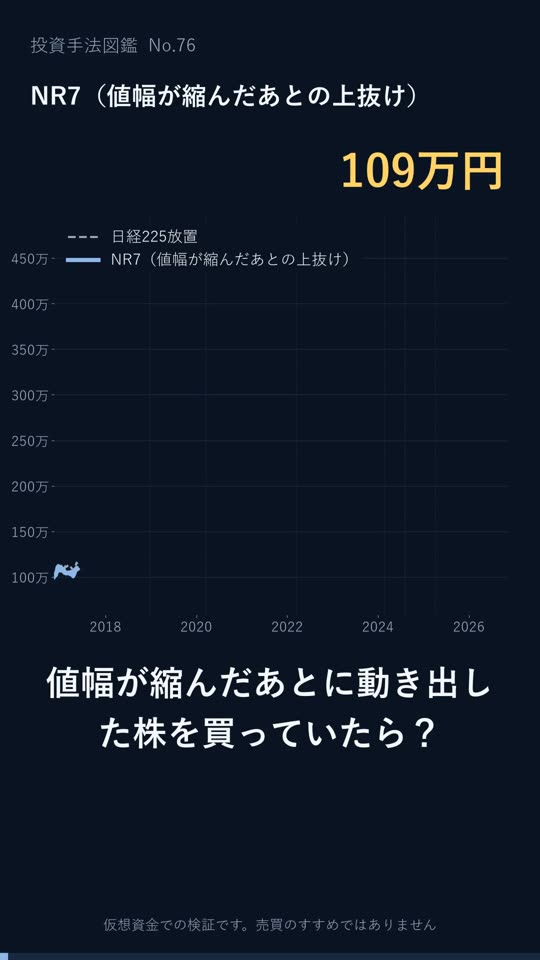 投資手法図鑑 No.76
NR7（値幅が縮んだあとの上抜け）
109万円
日経225放置
NR7（値幅が縮んだあとの上抜け）
450万
400万
350万
300万
250万
200万
150万
100万
2018 2020 2022 2024 2026
値幅が縮んだあとに動き出し
た株を買っていたら？
仮想資金での検証です。売買のすすめではありません